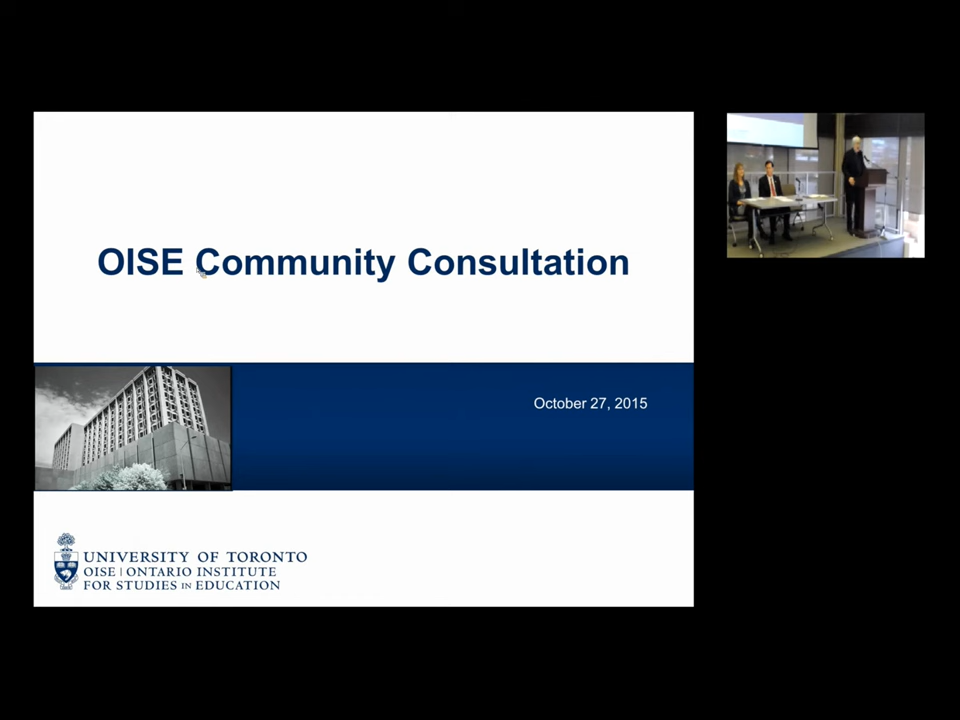 OISE Community Consultation
October 27, 2015
UNIVERSITY OF TORONTO
OISE | ONTARIO INSTITUTE
FOR STUDIES IN EDUCATION